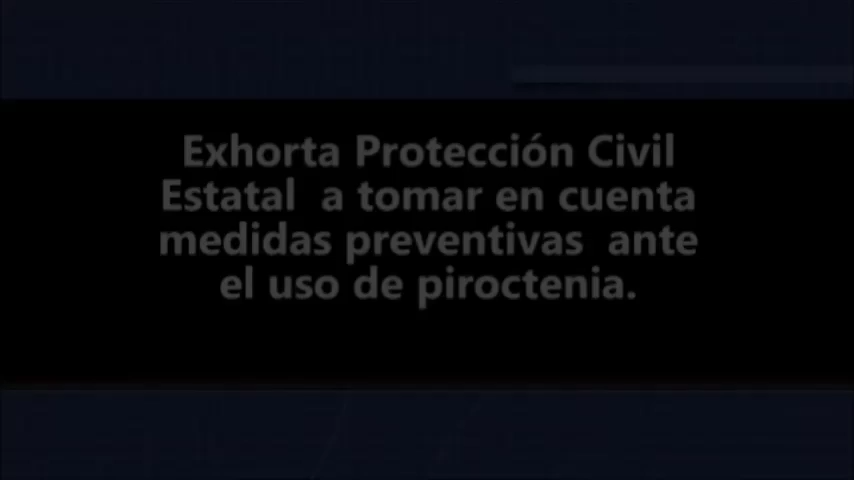 Exhorta Protección Civil
Estatal a tomar en cuenta
medidas preventivas ante
el uso de piroctenia.